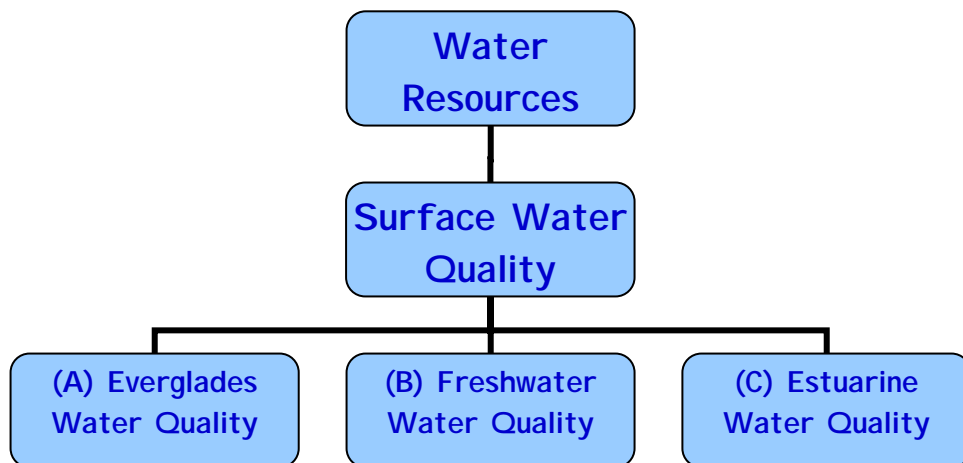 Water
Resources
Surface Water
Quality
(A) Everglades
Water Quality
(B) Freshwater
Water Quality
(C) Estuarine
Water Quality